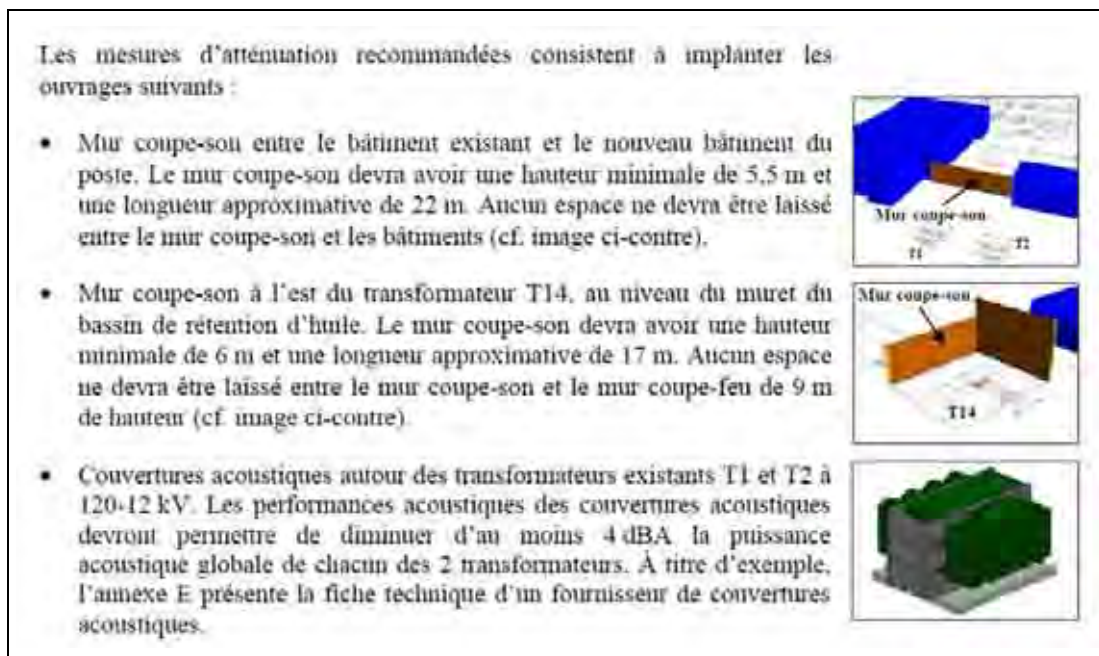 Les mesures d'atténuation recommandées consistent à implanter les
ouvrages suivants :
• Mur coupe-son entre le bâtiment existant et le nouveau bâtiment du
poste. Le mur coupe-son devra avoir une hauteur minimale de 5,5 m et
une longueur approximative de 22 m. Aucun espace ne devra être laissé
entre le mur coupe-son et les bâtiments (cf. image ci-contre).
Mur coupe-son
T1
T2
• Mur coupe-son à l'est du transformateur T14, au niveau du muret du
bassin de rétention d'huile. Le mur coupe-son devra avoir une hauteur
minimale de 6 m et une longueur approximative de 17 m. Aucun espace
ne devra être laissé entre le mur coupe-son et le mur coupe-feu de 9 m
de hauteur (cf. image ci-contre)
Mur coupe-son
T14
• Couvertures acoustiques autour des transformateurs existants T1 et T2 à
120-12 kV. Les performances acoustiques des couvertures acoustiques
devront permettre de diminuer d'au moins 4 dBA la puissance
acoustique globale de chacun des 2 transformateurs. À titre d'exemple,
l'annexe E présente la fiche technique d'un fournisseur de couvertures
acoustiques.